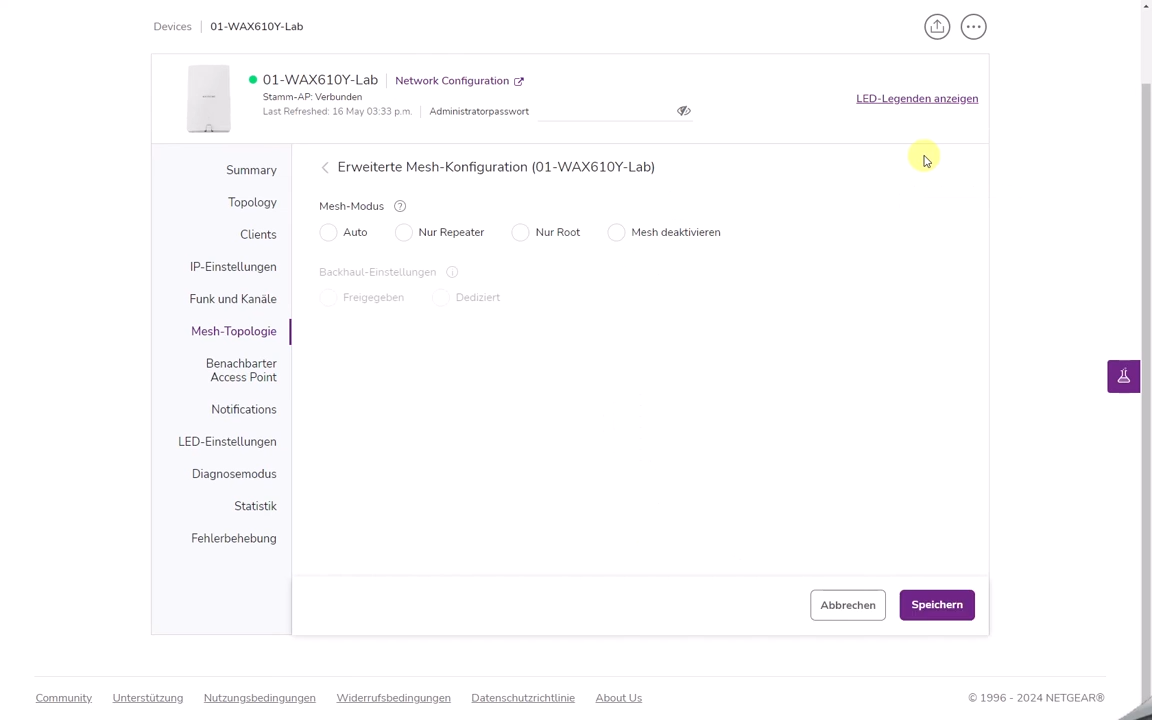 Devices 01-WAX610Y-Lab
01-WAX610Y-Lab Network Configuration
Stamm-AP: Verbunden
Last Refreshed: 16 May 03:33 p.m. Administratorpasswort
LED-Legenden anzeigen
Summary
Topology
Clients
IP-Einstellungen
Funk und Kanäle
Mesh-Topologie
Benachbarter
Access Point
Notifications
LED-Einstellungen
Diagnosemodus
Statistik
Fehlerbehebung
Erweiterte Mesh-Konfiguration (01-WAX610Y-Lab)
Mesh-Modus
Auto Nur Repeater Nur Root Mesh deaktivieren
Backhaul-Einstellungen
Freigegeben Dediziert
Abbrechen Speichern
Community Unterstützung Nutzungsbedingungen Widerrufsbedingungen Datenschutzrichtlinie About Us © 1996 - 2024 NETGEAR®